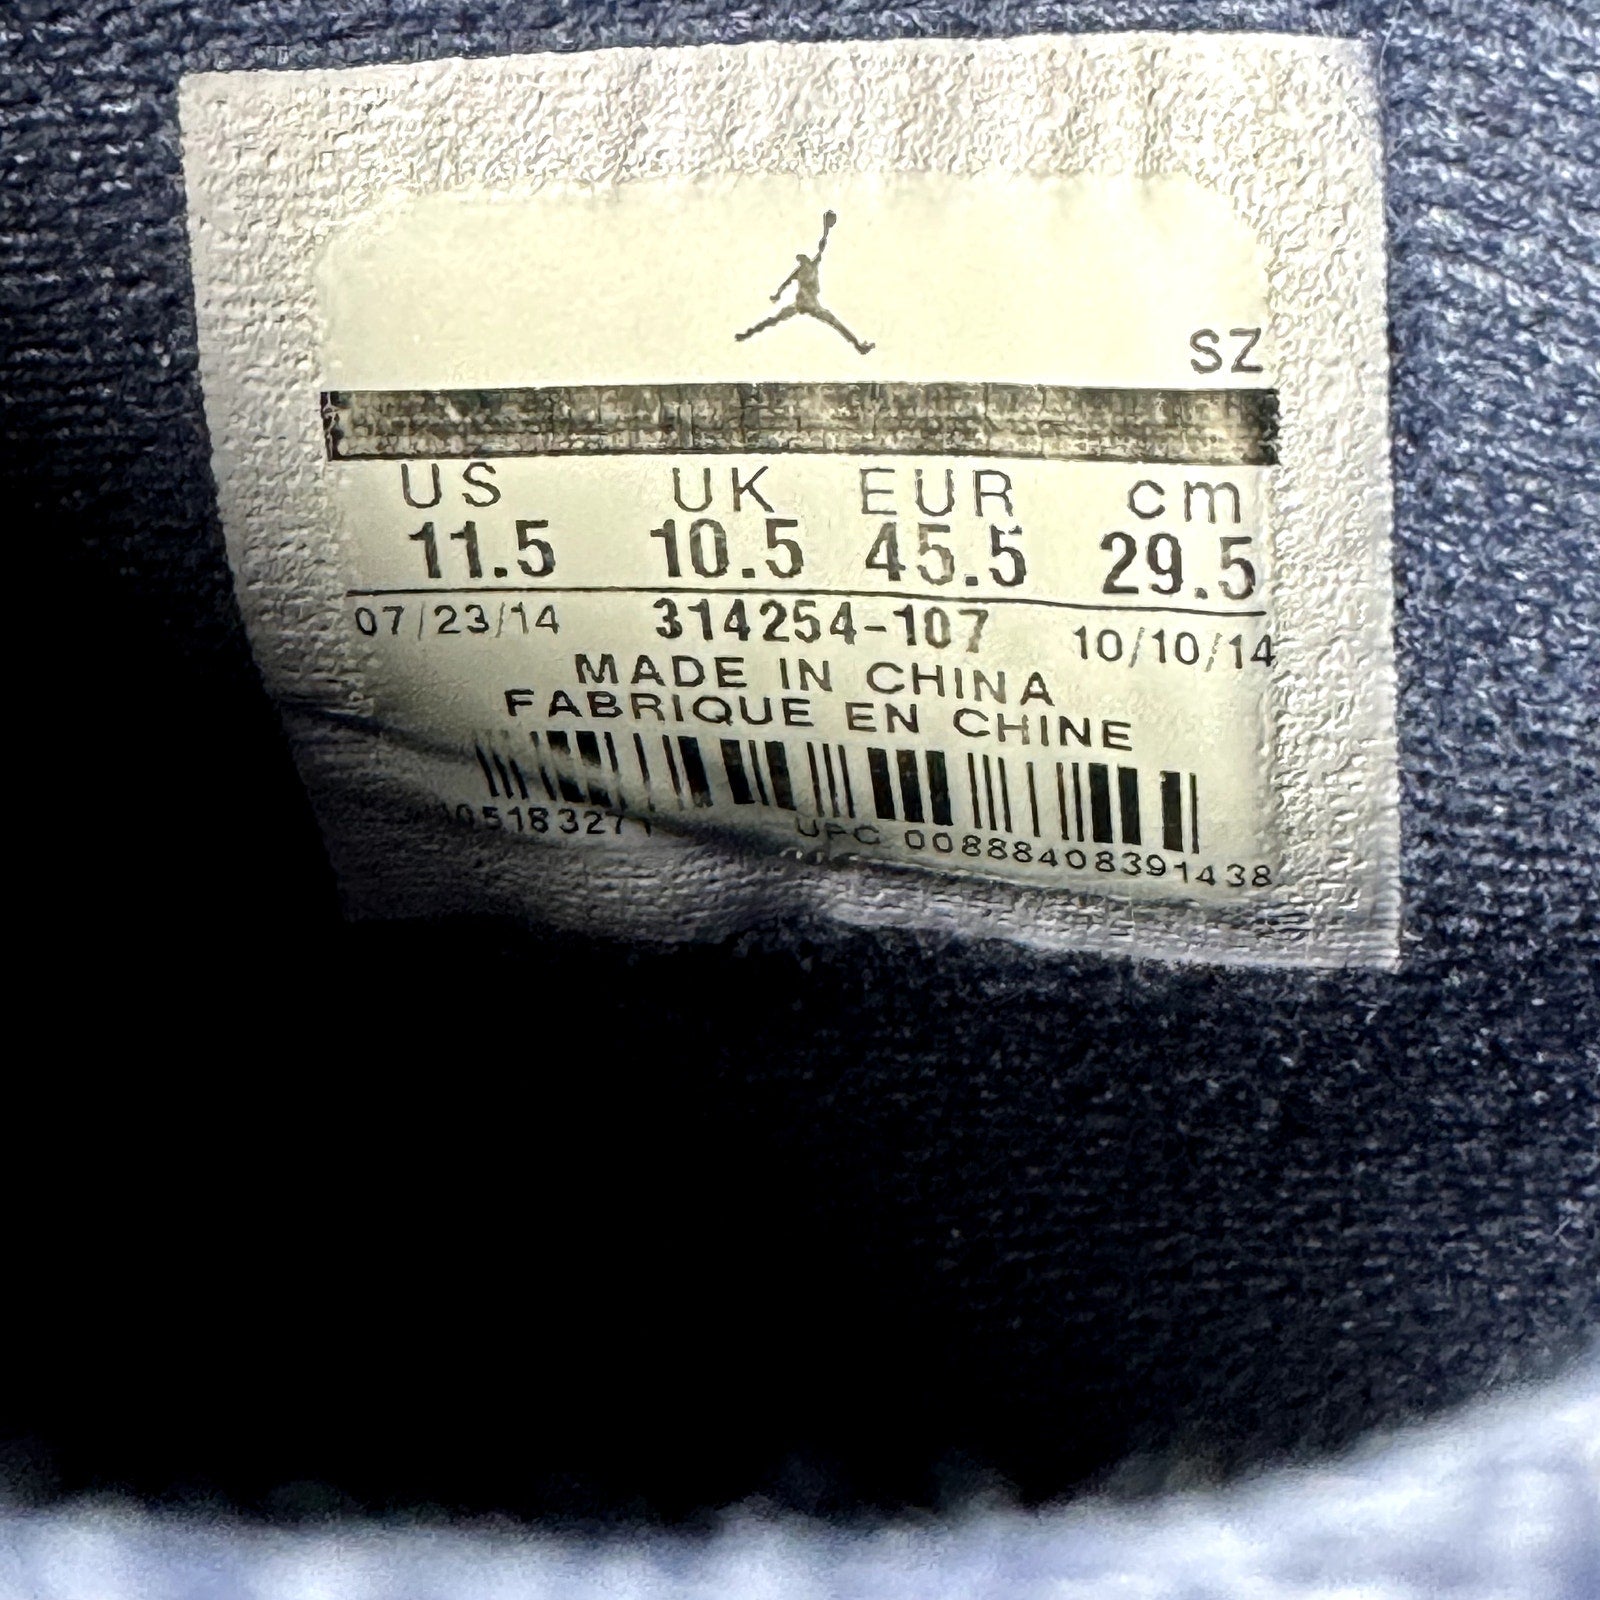 SZ
US UK EUR cm
11.5 10.5 45.5 29.5
07/23/14 314254-107 10/10/14
MADE IN CHINA
FABRIQUE EN CHINE
UPC 00888408391438